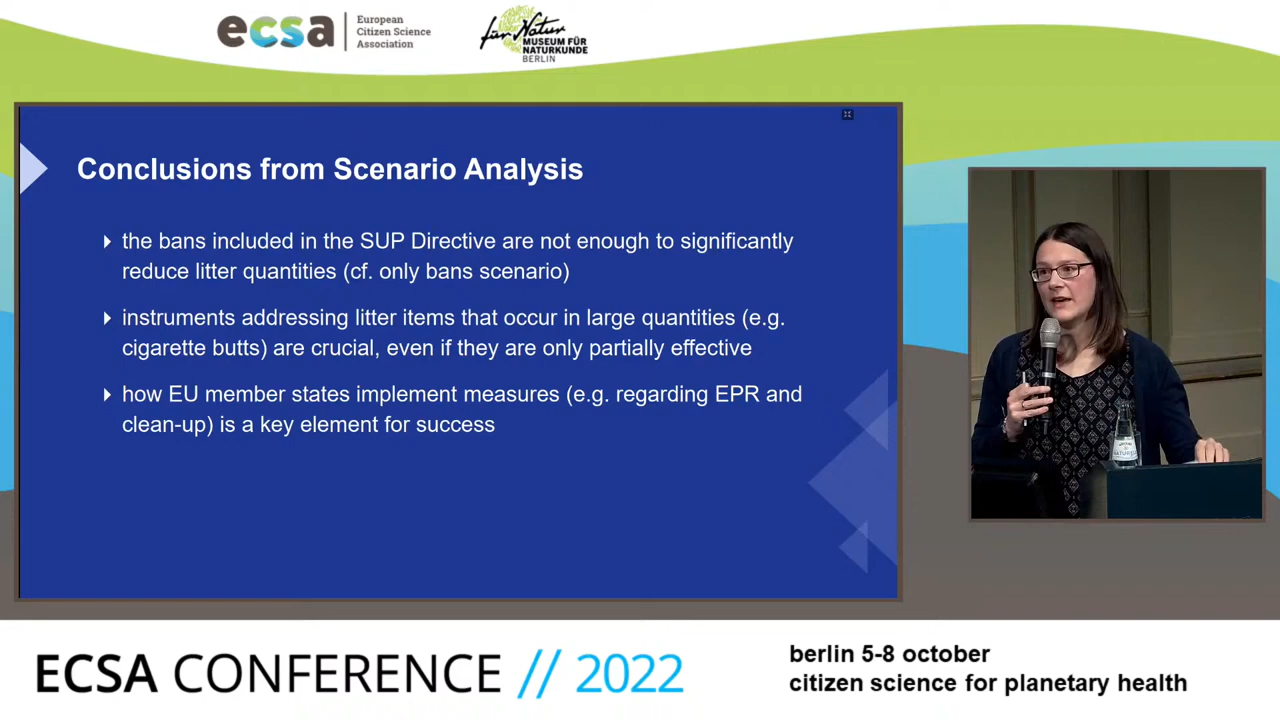 ecsa
European
Citizen Science
Association
für Natur
MUSEUM FÜR
NATURKUNDE
BERLIN
Conclusions from Scenario Analysis
the bans included in the SUP Directive are not enough to significantly
reduce litter quantities (cf. only bans scenario)
instruments addressing litter items that occur in large quantities (e.g.
cigarette butts) are crucial, even if they are only partially effective
how EU member states implement measures (e.g. regarding EPR and
clean-up) is a key element for success
ECSA CONFERENCE // 2022
berlin 5-8 october
citizen science for planetary health